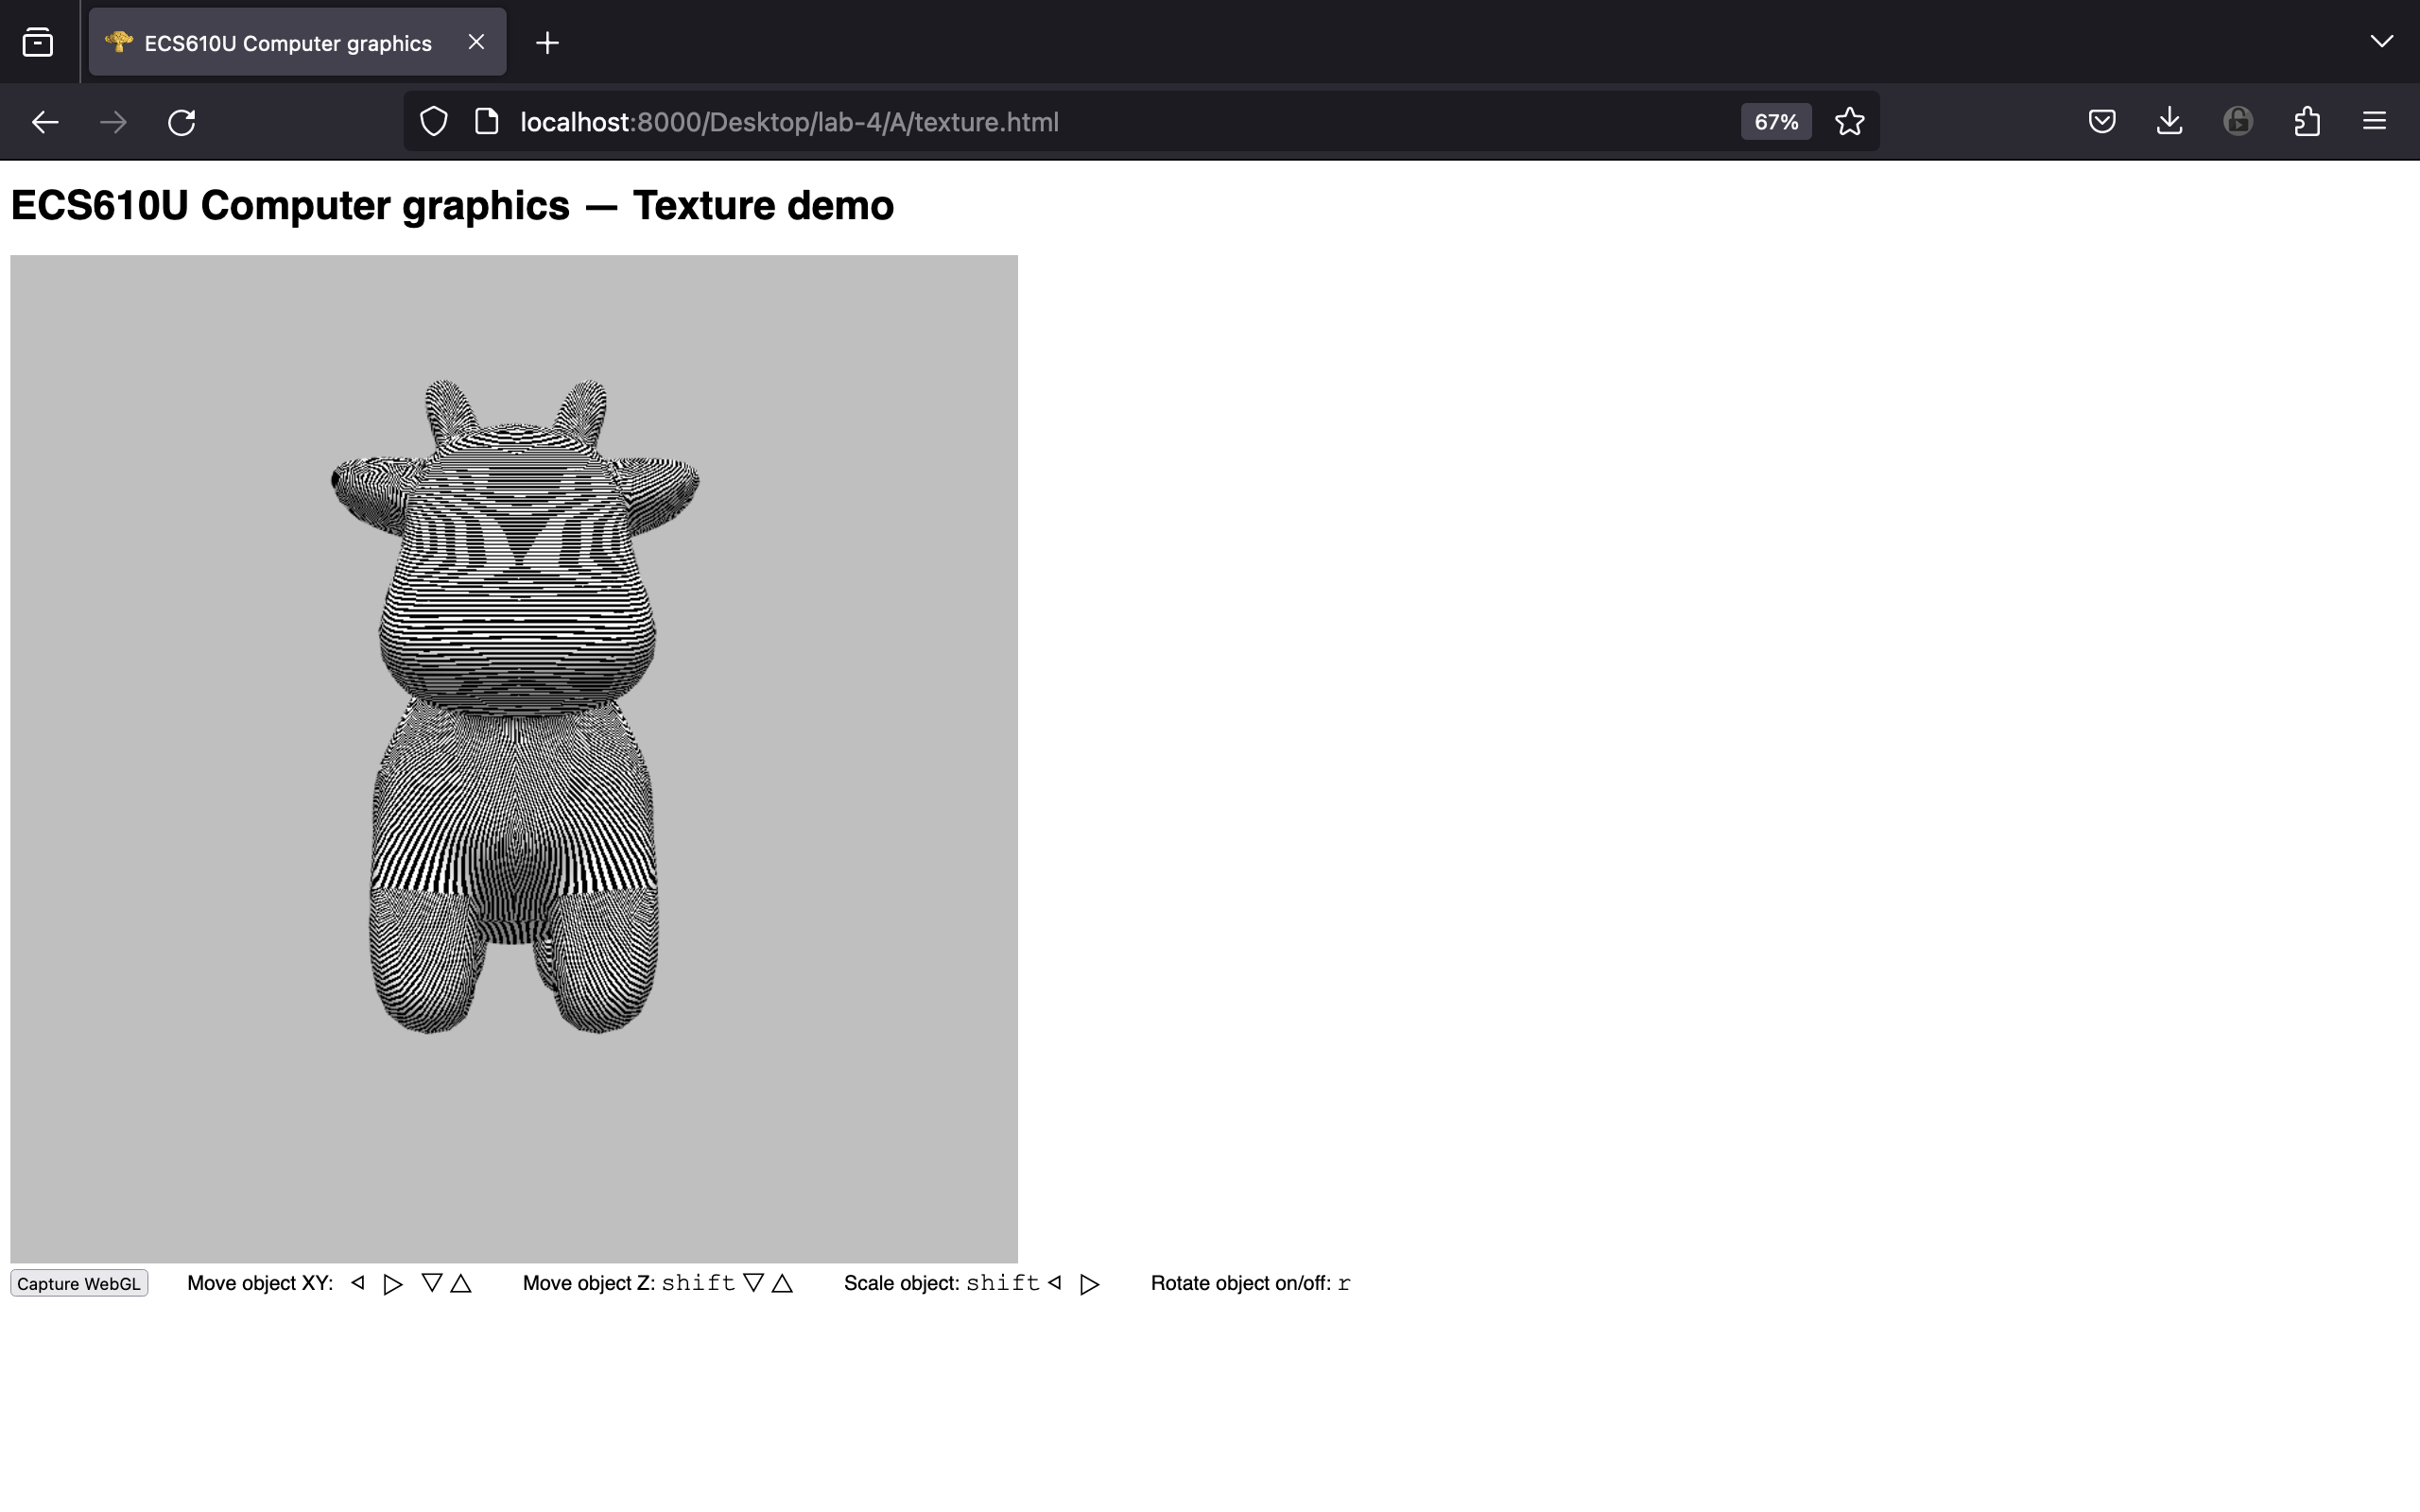 ECS610U Computer graphics
localhost:8000/Desktop/lab-4/A/texture.html 67%
ECS610U Computer graphics — Texture demo
Capture WebGL Move object XY: ◃ ▷ ▽ △ Move object Z: shift ▽ △ Scale object: shift ◃ ▷ Rotate object on/off: r